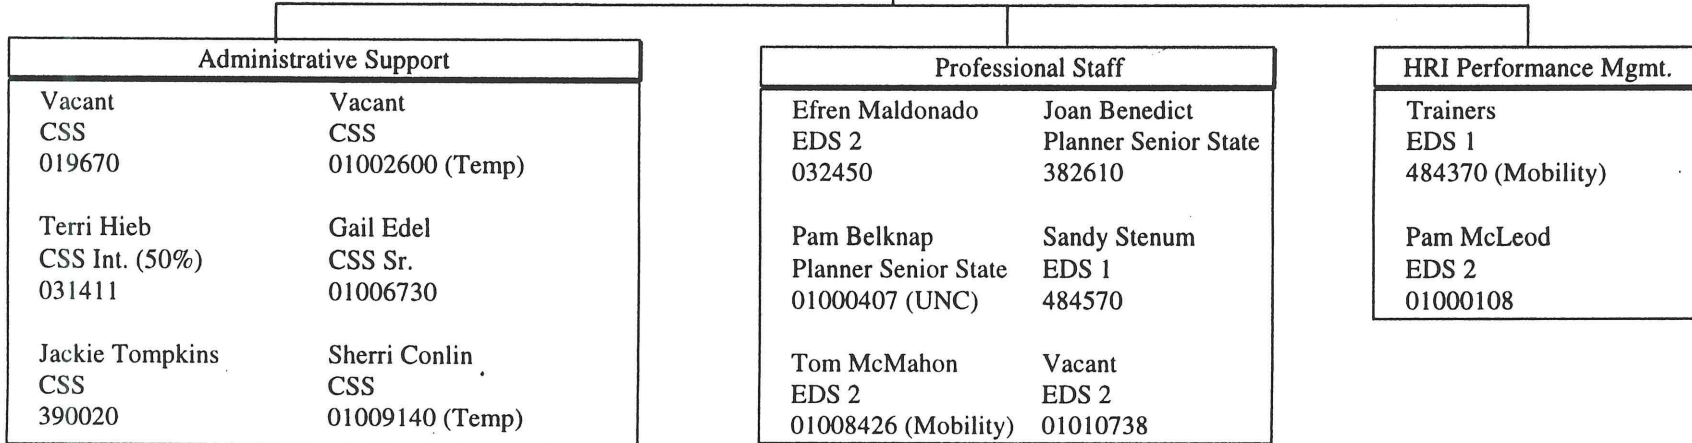 Administrative Support
Vacant
CSS
019670
Vacant
CSS
01002600 (Temp)
Terri Hieb
CSS Int. (50%)
031411
Gail Edel
CSS Sr.
01006730
Jackie Tompkins
CSS
390020
Sherri Conlin
CSS
01009140 (Temp)
Professional Staff
Efren Maldonado
EDS 2
032450
Joan Benedict
Planner Senior State
382610
Pam Belknap
Planner Senior State
01000407 (UNC)
Sandy Stenum
EDS 1
484570
Tom McMahon
EDS 2
01008426 (Mobility)
Vacant
EDS 2
01010738
HRI Performance Mgmt.
Trainers
EDS 1
484370 (Mobility)
Pam McLeod
EDS 2
01000108